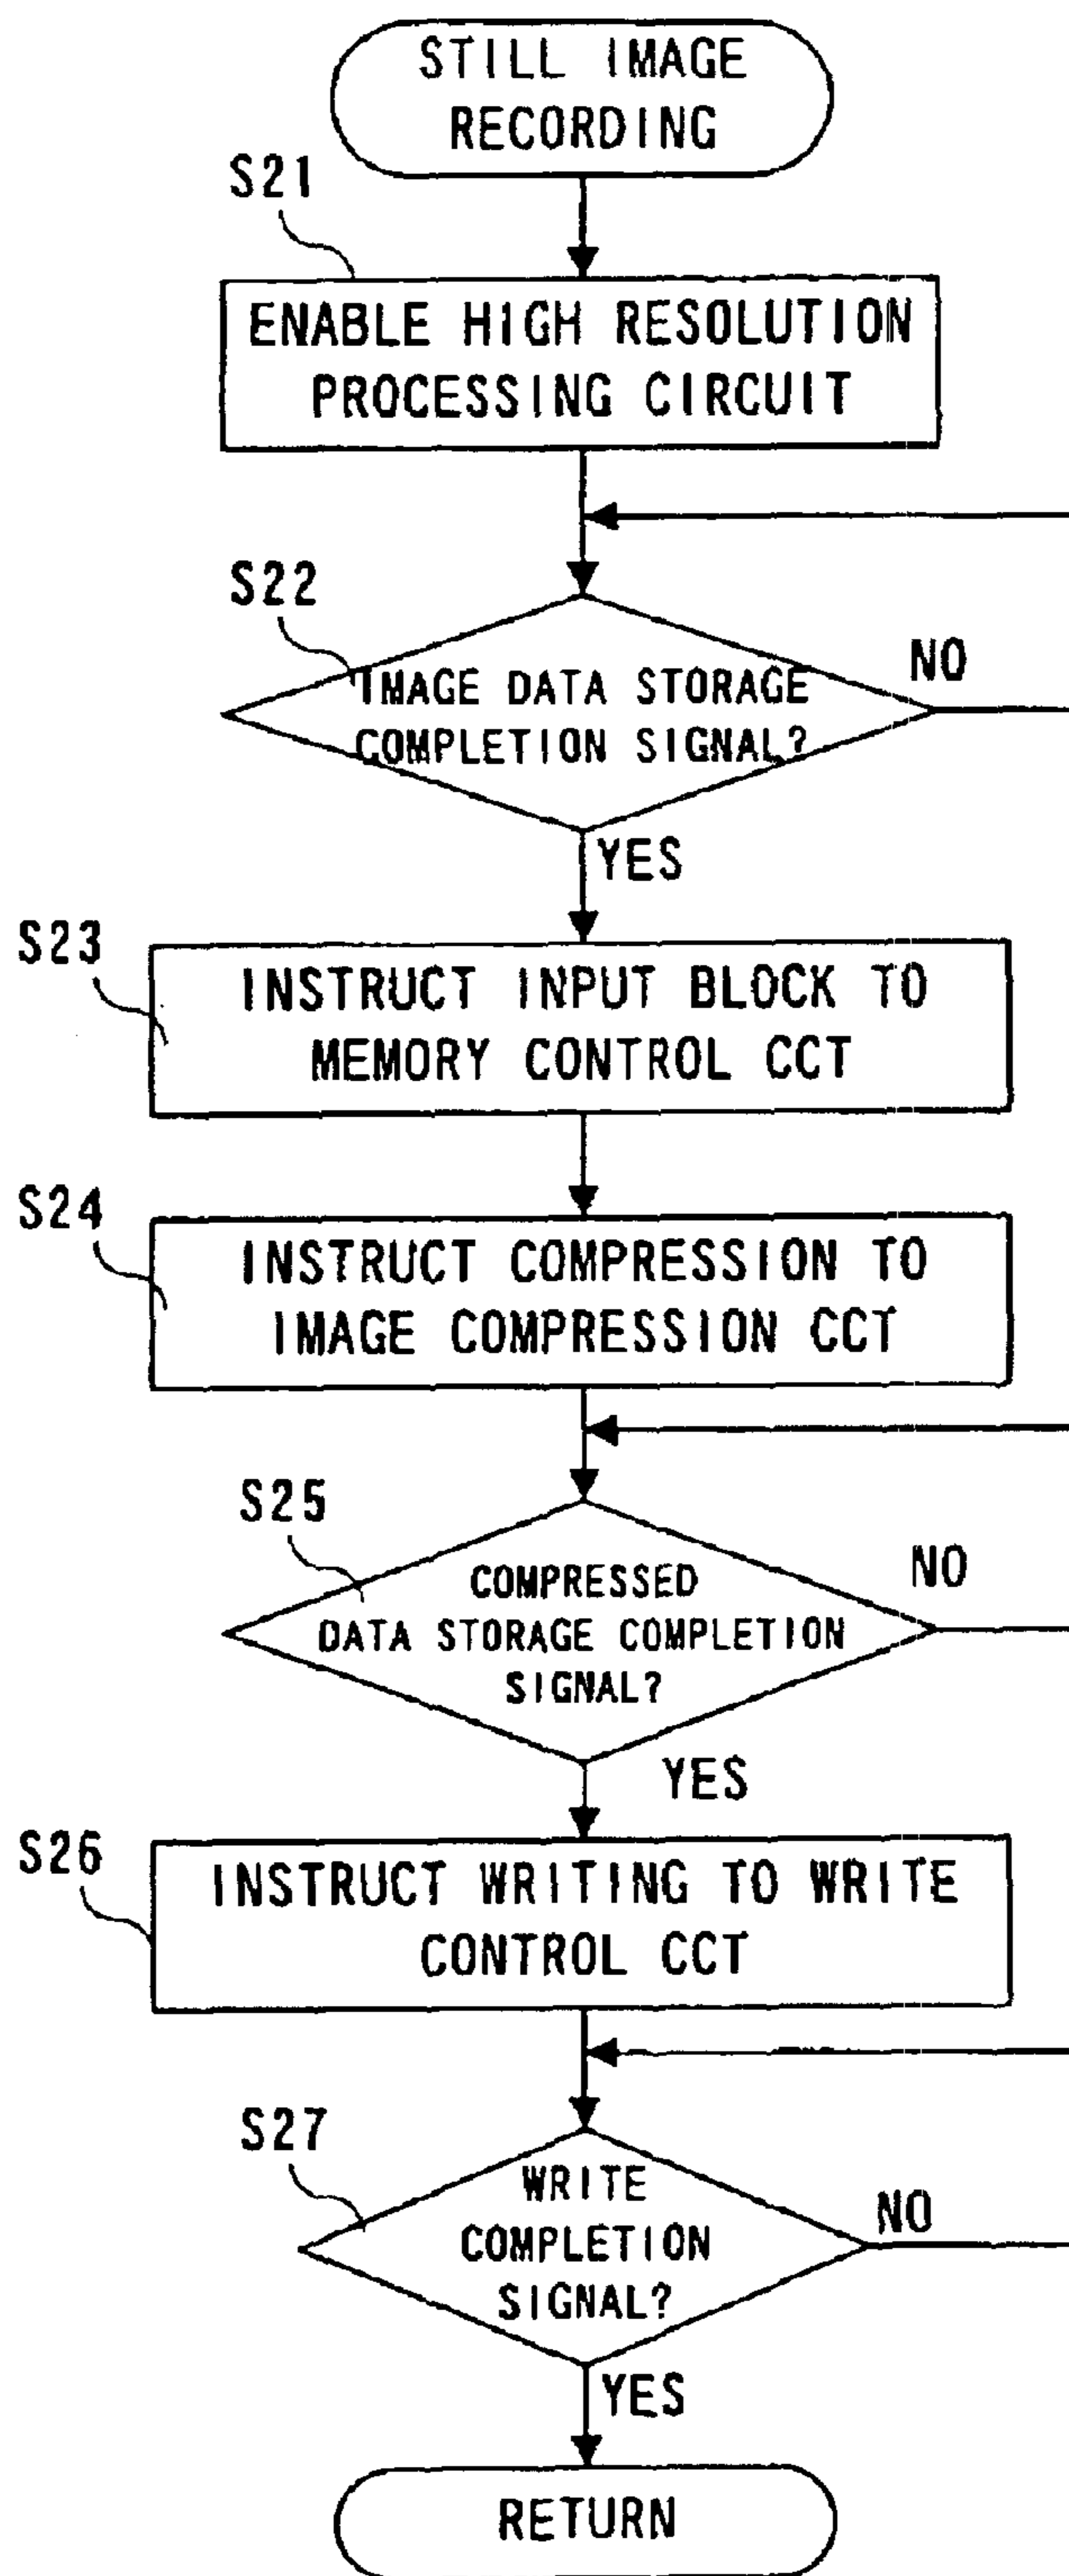 STILL IMAGE
RECORDING
S21
ENABLE HIGH RESOLUTION
PROCESSING CIRCUIT
S22
IMAGE DATA STORAGE
COMPLETION SIGNAL?
NO
YES
S23
INSTRUCT INPUT BLOCK TO
MEMORY CONTROL CCT
S24
INSTRUCT COMPRESSION TO
IMAGE COMPRESSION CCT
S25
COMPRESSED
DATA STORAGE COMPLETION
SIGNAL?
NO
YES
S26
INSTRUCT WRITING TO WRITE
CONTROL CCT
S27
WRITE
COMPLETION
SIGNAL?
NO
YES
RETURN